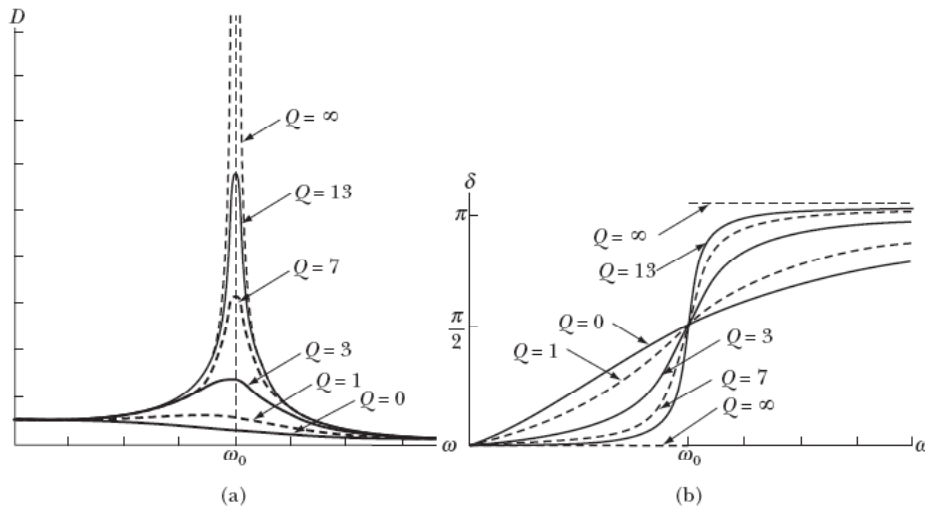 D
Q = ∞
Q = 13
Q = 7
Q = 3
Q = 1
Q = 0
ω₀
ω
(a)
δ
π
π/2
Q = ∞
Q = 13
Q = 0
Q = 1
Q = 3
Q = 7
Q = ∞
ω₀
ω
(b)